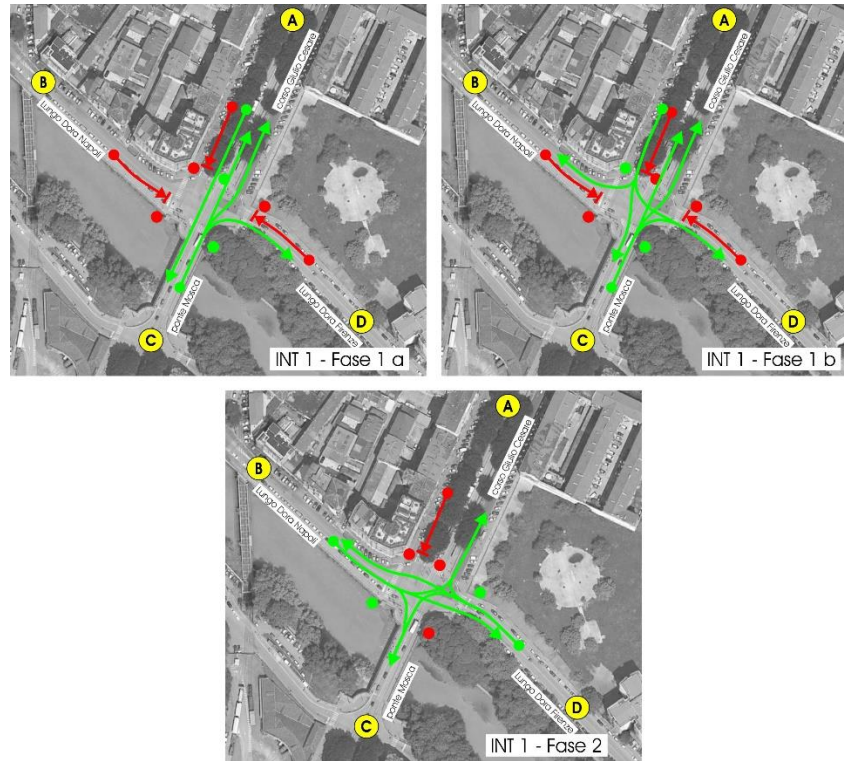 A
B
Lungo Dora Napoli
corso Giulio Cesare
ponte Mosca
Lungo Dora Firenze
D
C
INT 1 - Fase 1 a
A
B
Lungo Dora Napoli
corso Giulio Cesare
ponte Mosca
Lungo Dora Firenze
D
C
INT 1 - Fase 1 b
A
B
Lungo Dora Napoli
corso Giulio Cesare
ponte Mosca
Lungo Dora Firenze
D
C
INT 1 - Fase 2